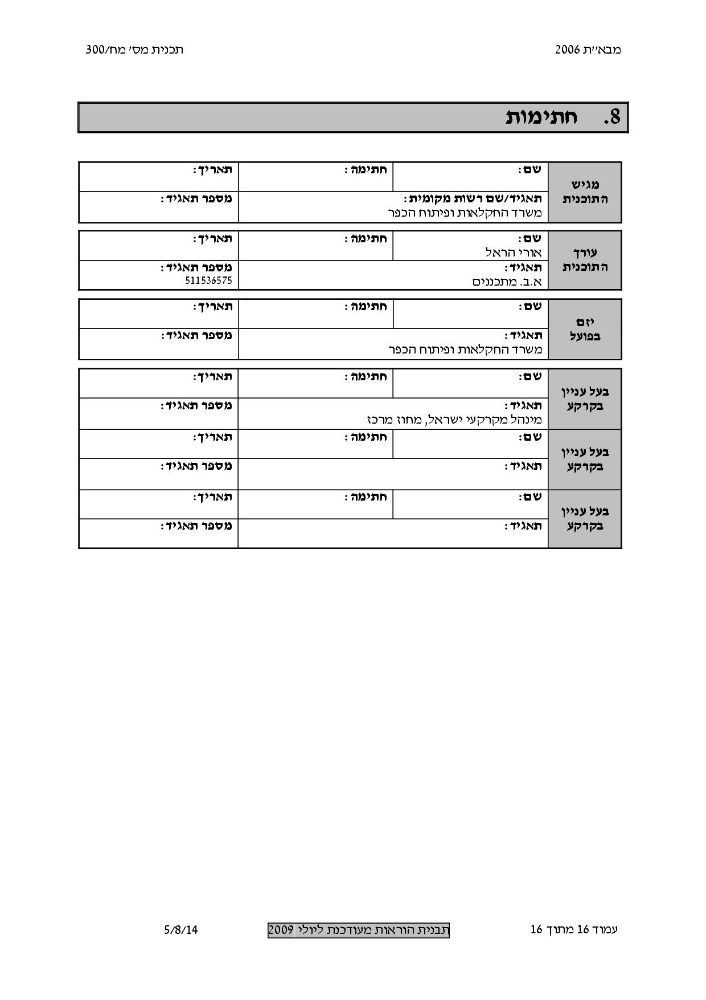 מבא"ת 2006 תכנית מס' מח/300
8. חתימות
מגיש התוכנית
שם: חתימה: תאריך:
תאגיד/שם רשות מקומית: מספר תאגיד:
משרד החקלאות ופיתוח הכפר
עורך התוכנית
שם: חתימה: תאריך:
אורי הראל
תאגיד: מספר תאגיד:
א.ב. מתכננים 511536575
יזם בפועל
שם: חתימה: תאריך:
תאגיד: מספר תאגיד:
משרד החקלאות ופיתוח הכפר
בעל עניין בקרקע
שם: חתימה: תאריך:
תאגיד: מספר תאגיד:
מינהל מקרקעי ישראל, מחוז מרכז
בעל עניין בקרקע
שם: חתימה: תאריך:
תאגיד: מספר תאגיד:
בעל עניין בקרקע
שם: חתימה: תאריך:
תאגיד: מספר תאגיד:
עמוד 16 מתוך 16 תבנית הוראות מעודכנת ליולי 2009 5/8/14